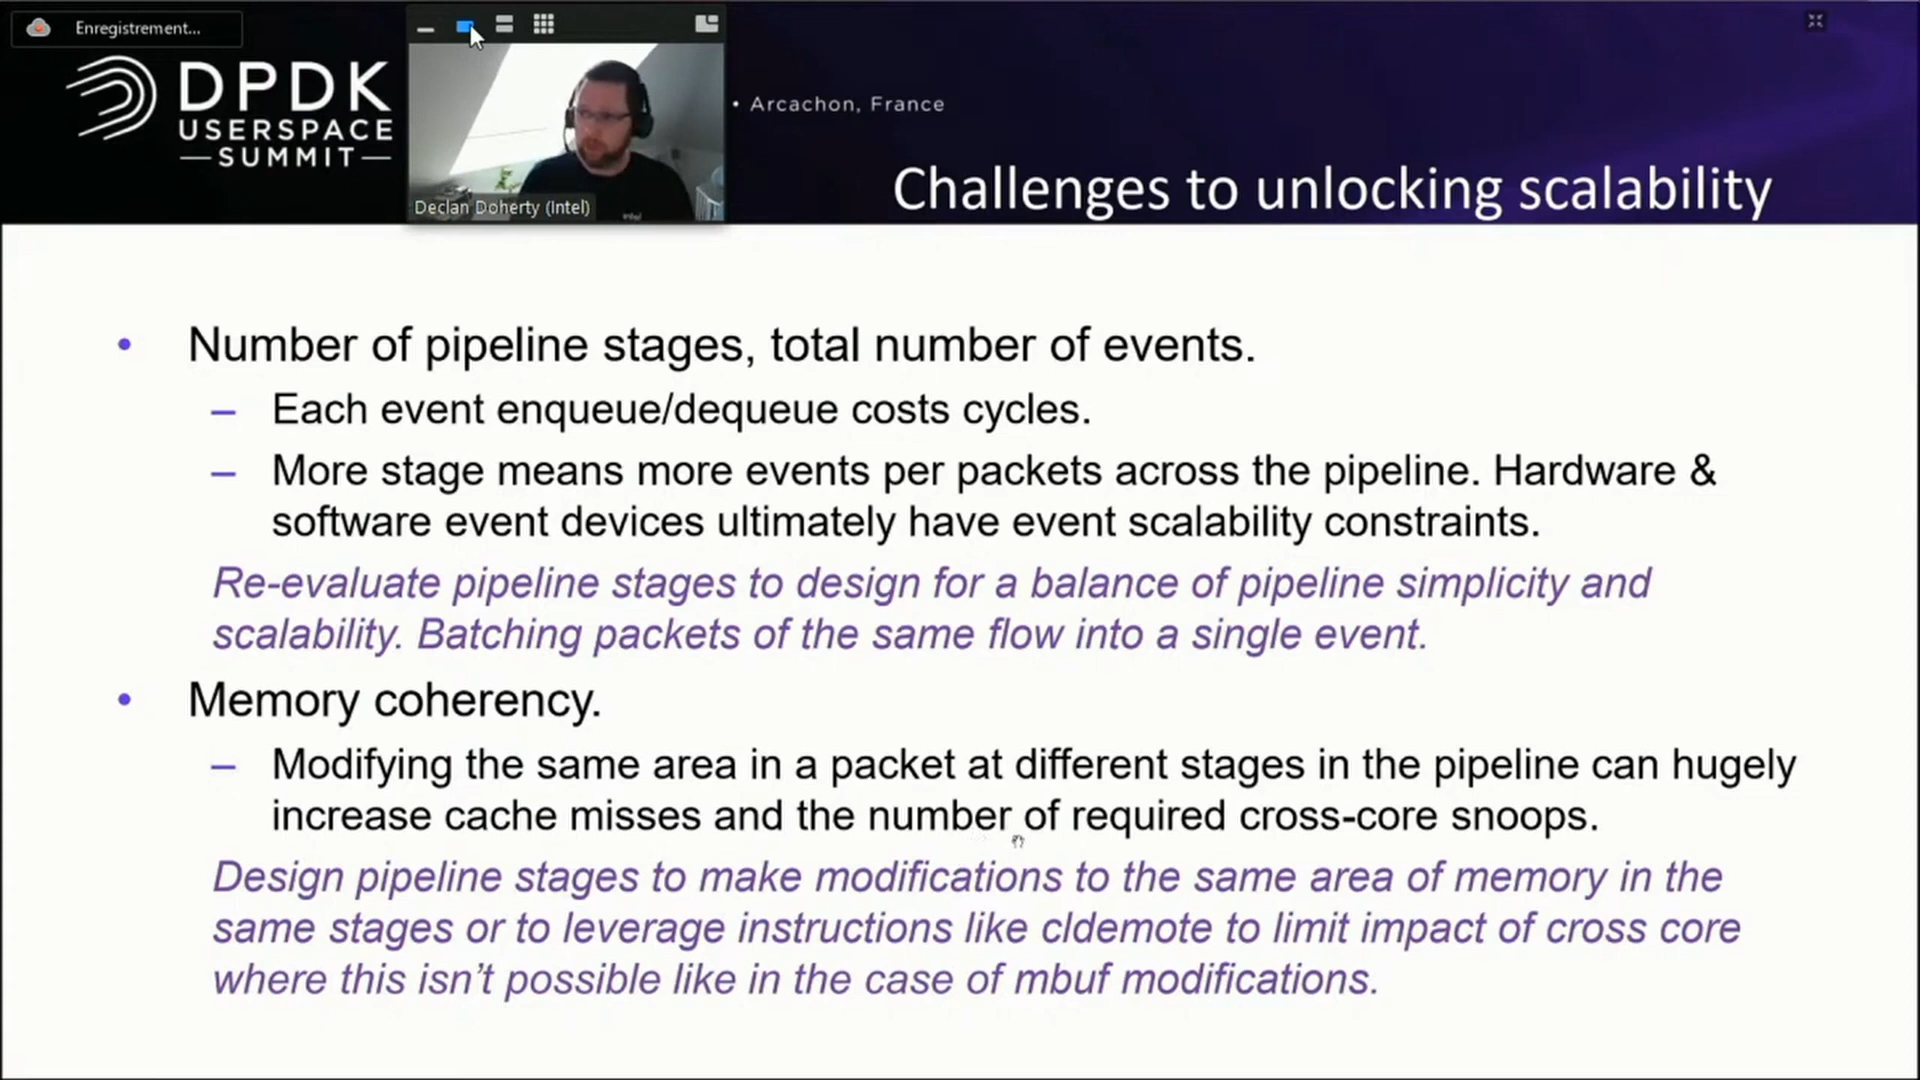 Enregistrement...
DPDK
USERSPACE
SUMMIT
• Arcachon, France
Declan Doherty (Intel)
Challenges to unlocking scalability
• Number of pipeline stages, total number of events.
– Each event enqueue/dequeue costs cycles.
– More stage means more events per packets across the pipeline. Hardware &
software event devices ultimately have event scalability constraints.
Re-evaluate pipeline stages to design for a balance of pipeline simplicity and
scalability. Batching packets of the same flow into a single event.
• Memory coherency.
– Modifying the same area in a packet at different stages in the pipeline can hugely
increase cache misses and the number of required cross-core snoops.
Design pipeline stages to make modifications to the same area of memory in the
same stages or to leverage instructions like cldemote to limit impact of cross core
where this isn’t possible like in the case of mbuf modifications.